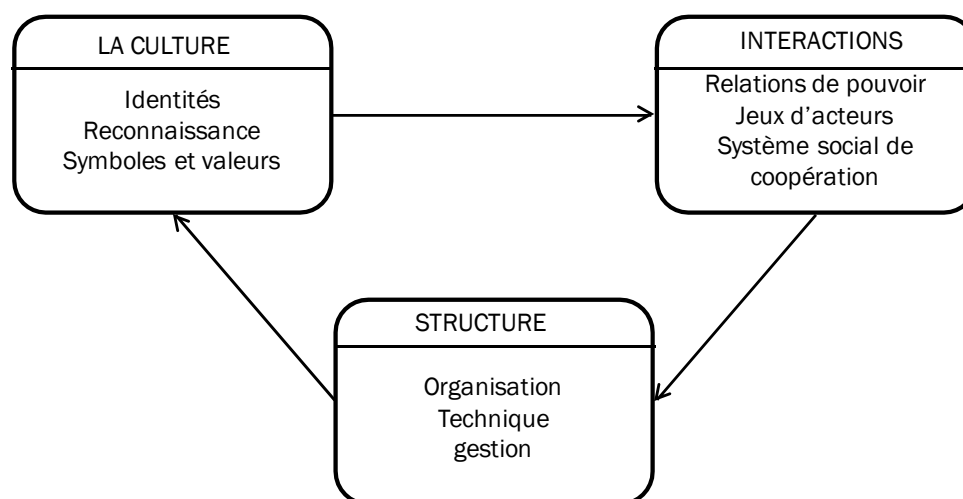 LA CULTURE
Identités
Reconnaissance
Symboles et valeurs
INTERACTIONS
Relations de pouvoir
Jeux d'acteurs
Système social de
coopération
STRUCTURE
Organisation
Technique
gestion